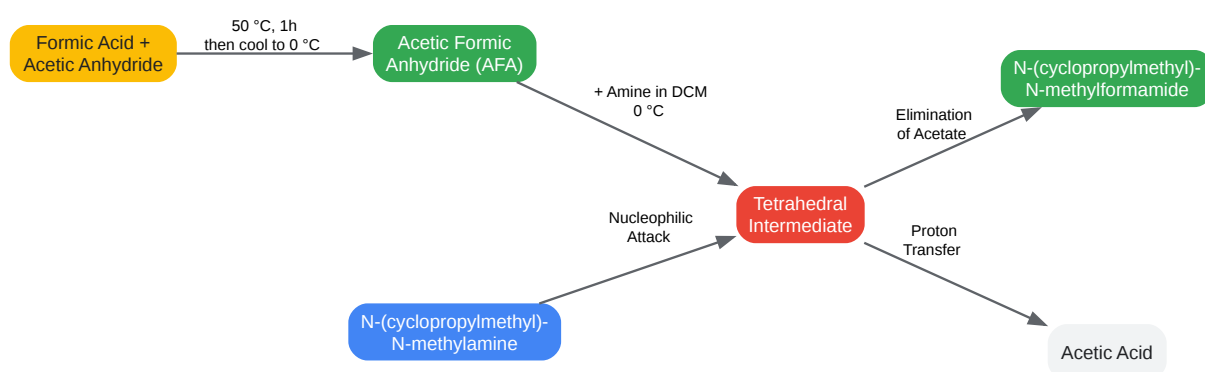 Formic Acid +
Acetic Anhydride
50 °C, 1h
then cool to 0 °C
Acetic Formic
Anhydride (AFA)
+ Amine in DCM
0 °C
N-(cyclopropylmethyl)-
N-methylformamide
Elimination
of Acetate
Tetrahedral
Intermediate
Nucleophilic
Attack
Proton
Transfer
N-(cyclopropylmethyl)-
N-methylamine
Acetic Acid